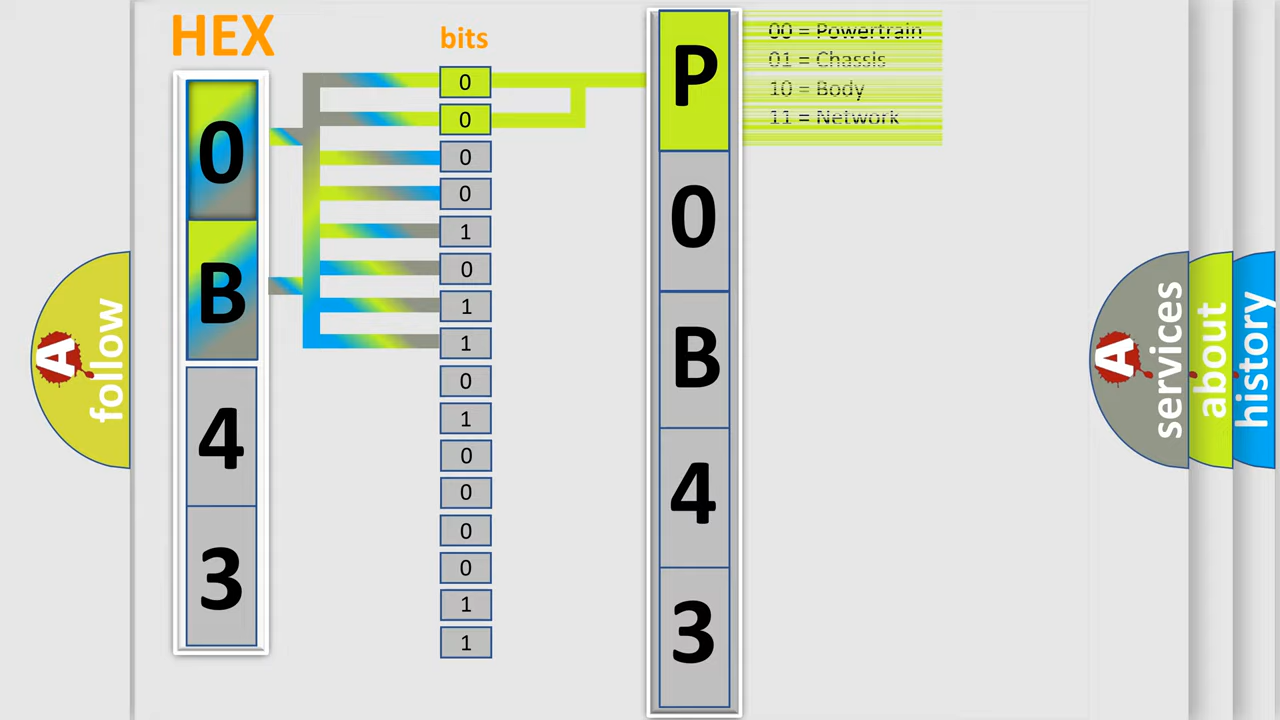 HEX
bits
0
B
4
3
0
0
0
0
1
0
1
1
0
1
0
0
0
0
1
1
P
0
B
4
3
00 = Powertrain
01 = Chassis
10 = Body
11 = Network
A
follow
A
services
about
history